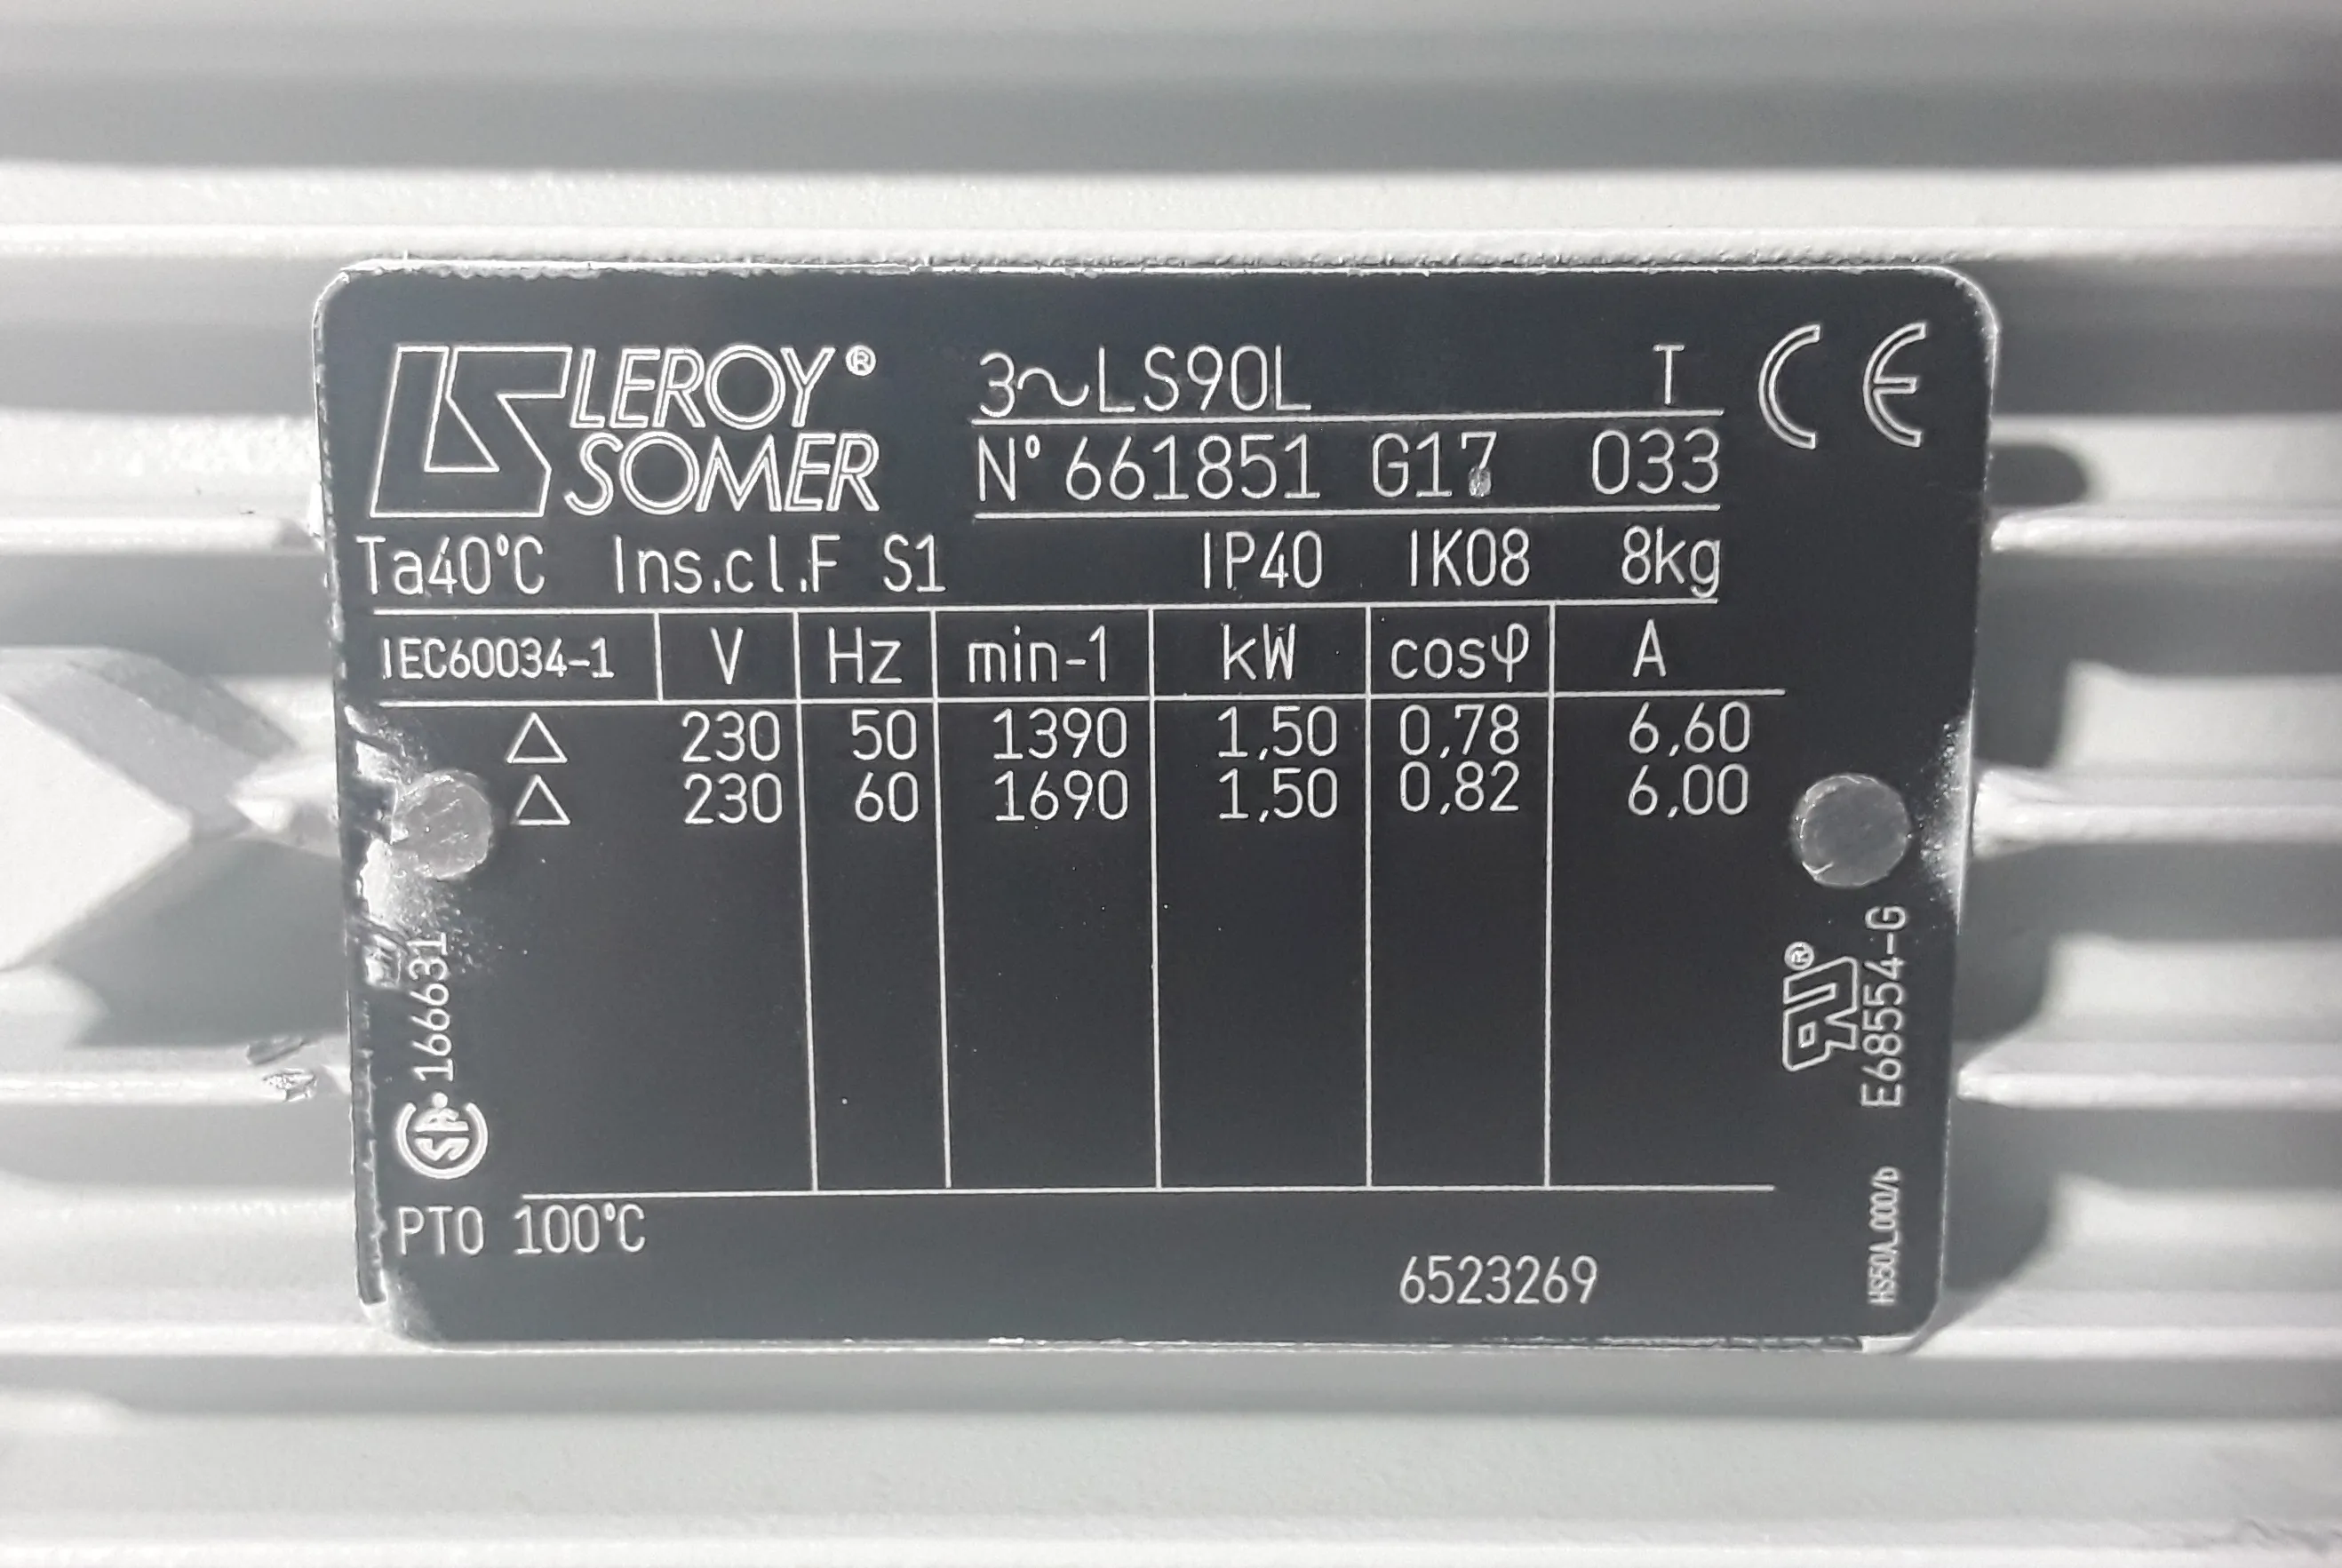 LEROY®
SOMER
3~LS90L T
N° 661851 G17 033
CE
Ta40°C Ins.cl.F S1 IP40 IK08 8kg
IEC60034-1 V Hz min-1 kW cosφ A
△ 230 50 1390 1,50 0,78 6,60
△ 230 60 1690 1,50 0,82 6,00
166631
E68554-G
HS50A_000/b
PTO 100°C
6523269